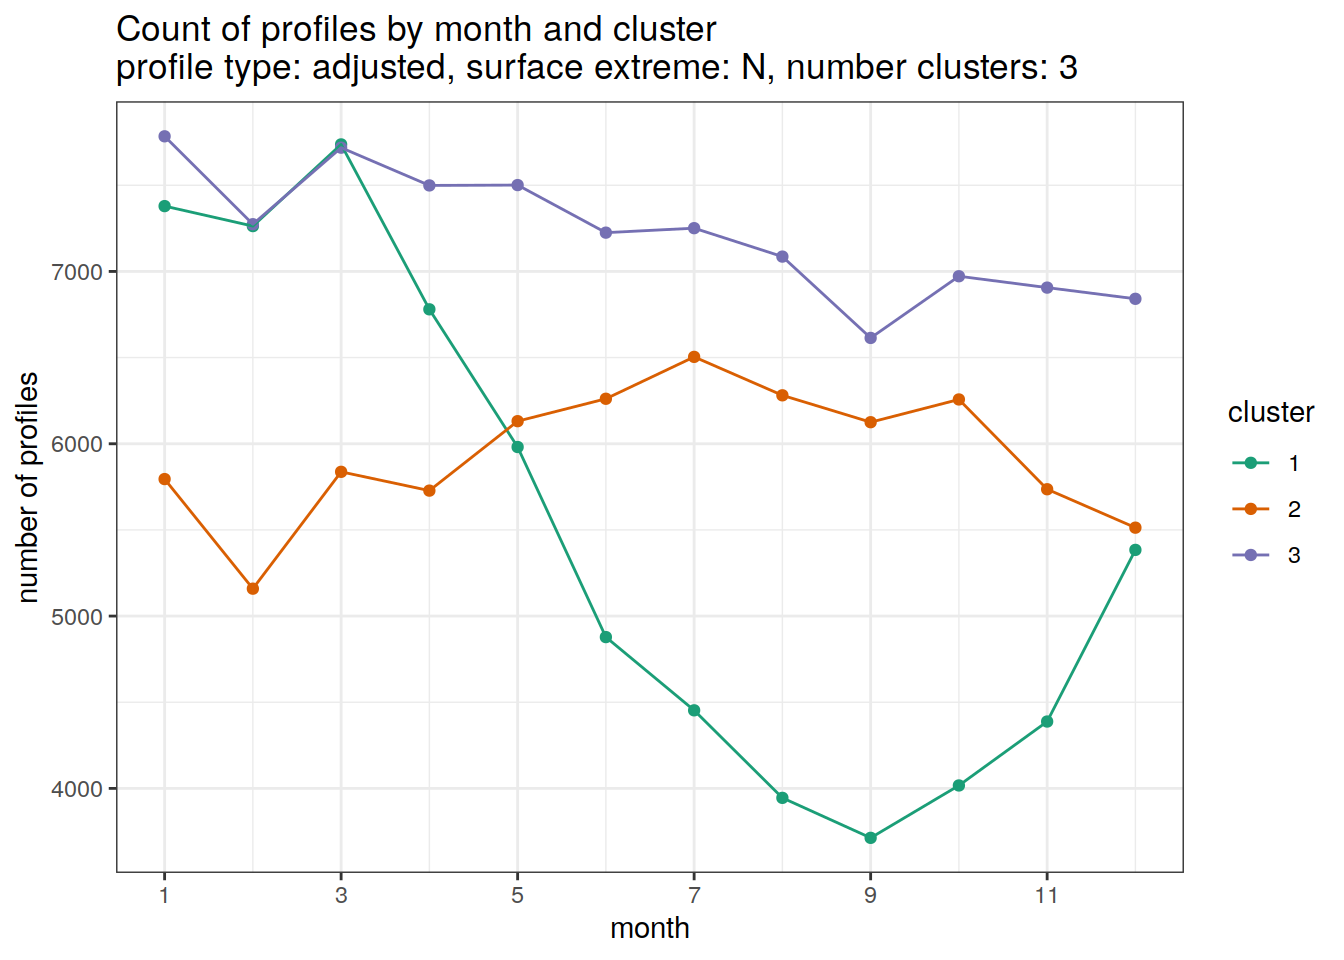 Count of profiles by month and cluster
profile type: adjusted, surface extreme: N, number clusters: 3
number of profiles
7000
6000
5000
4000
1 3 5 7 9 11
month
cluster
1
2
3